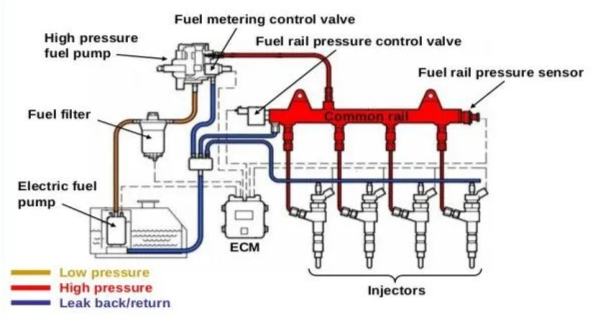 Fuel metering control valve
High pressure
fuel pump
Fuel rail pressure control valve
Fuel rail pressure sensor
Fuel filter
Common rail
Electric fuel
pump
ECM
Injectors
Low pressure
High pressure
Leak back/return